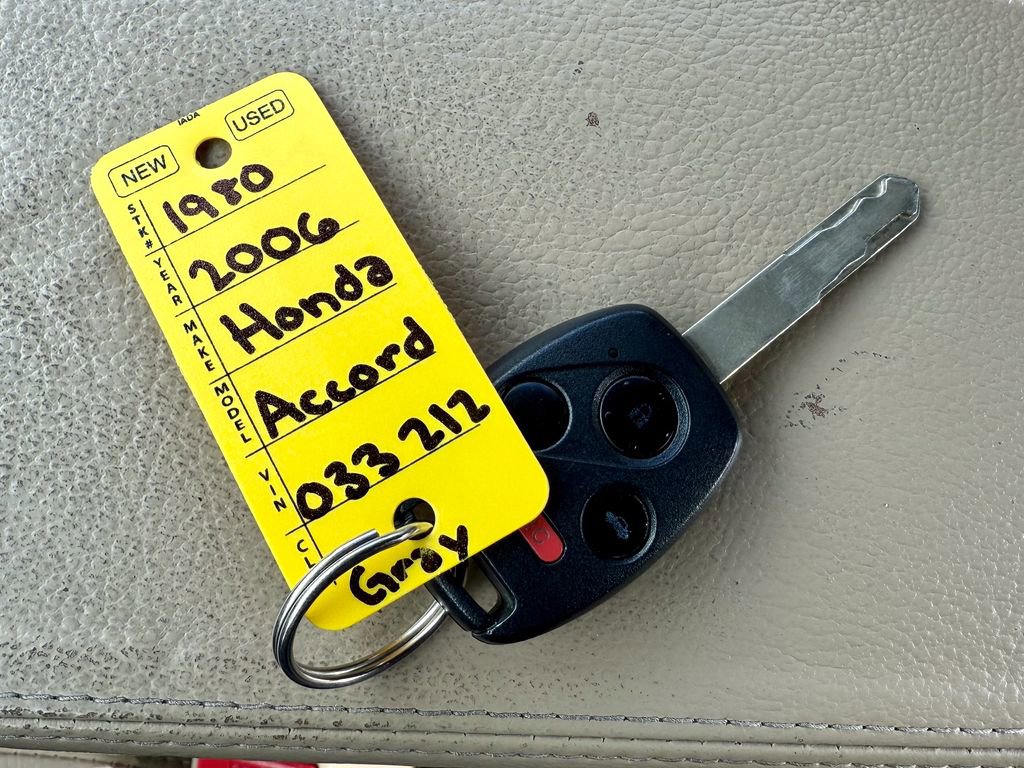 IADA
NEW USED
STK# 1980
YEAR 2006
MAKE Honda
MODEL Accord
VIN 033 212
Gray